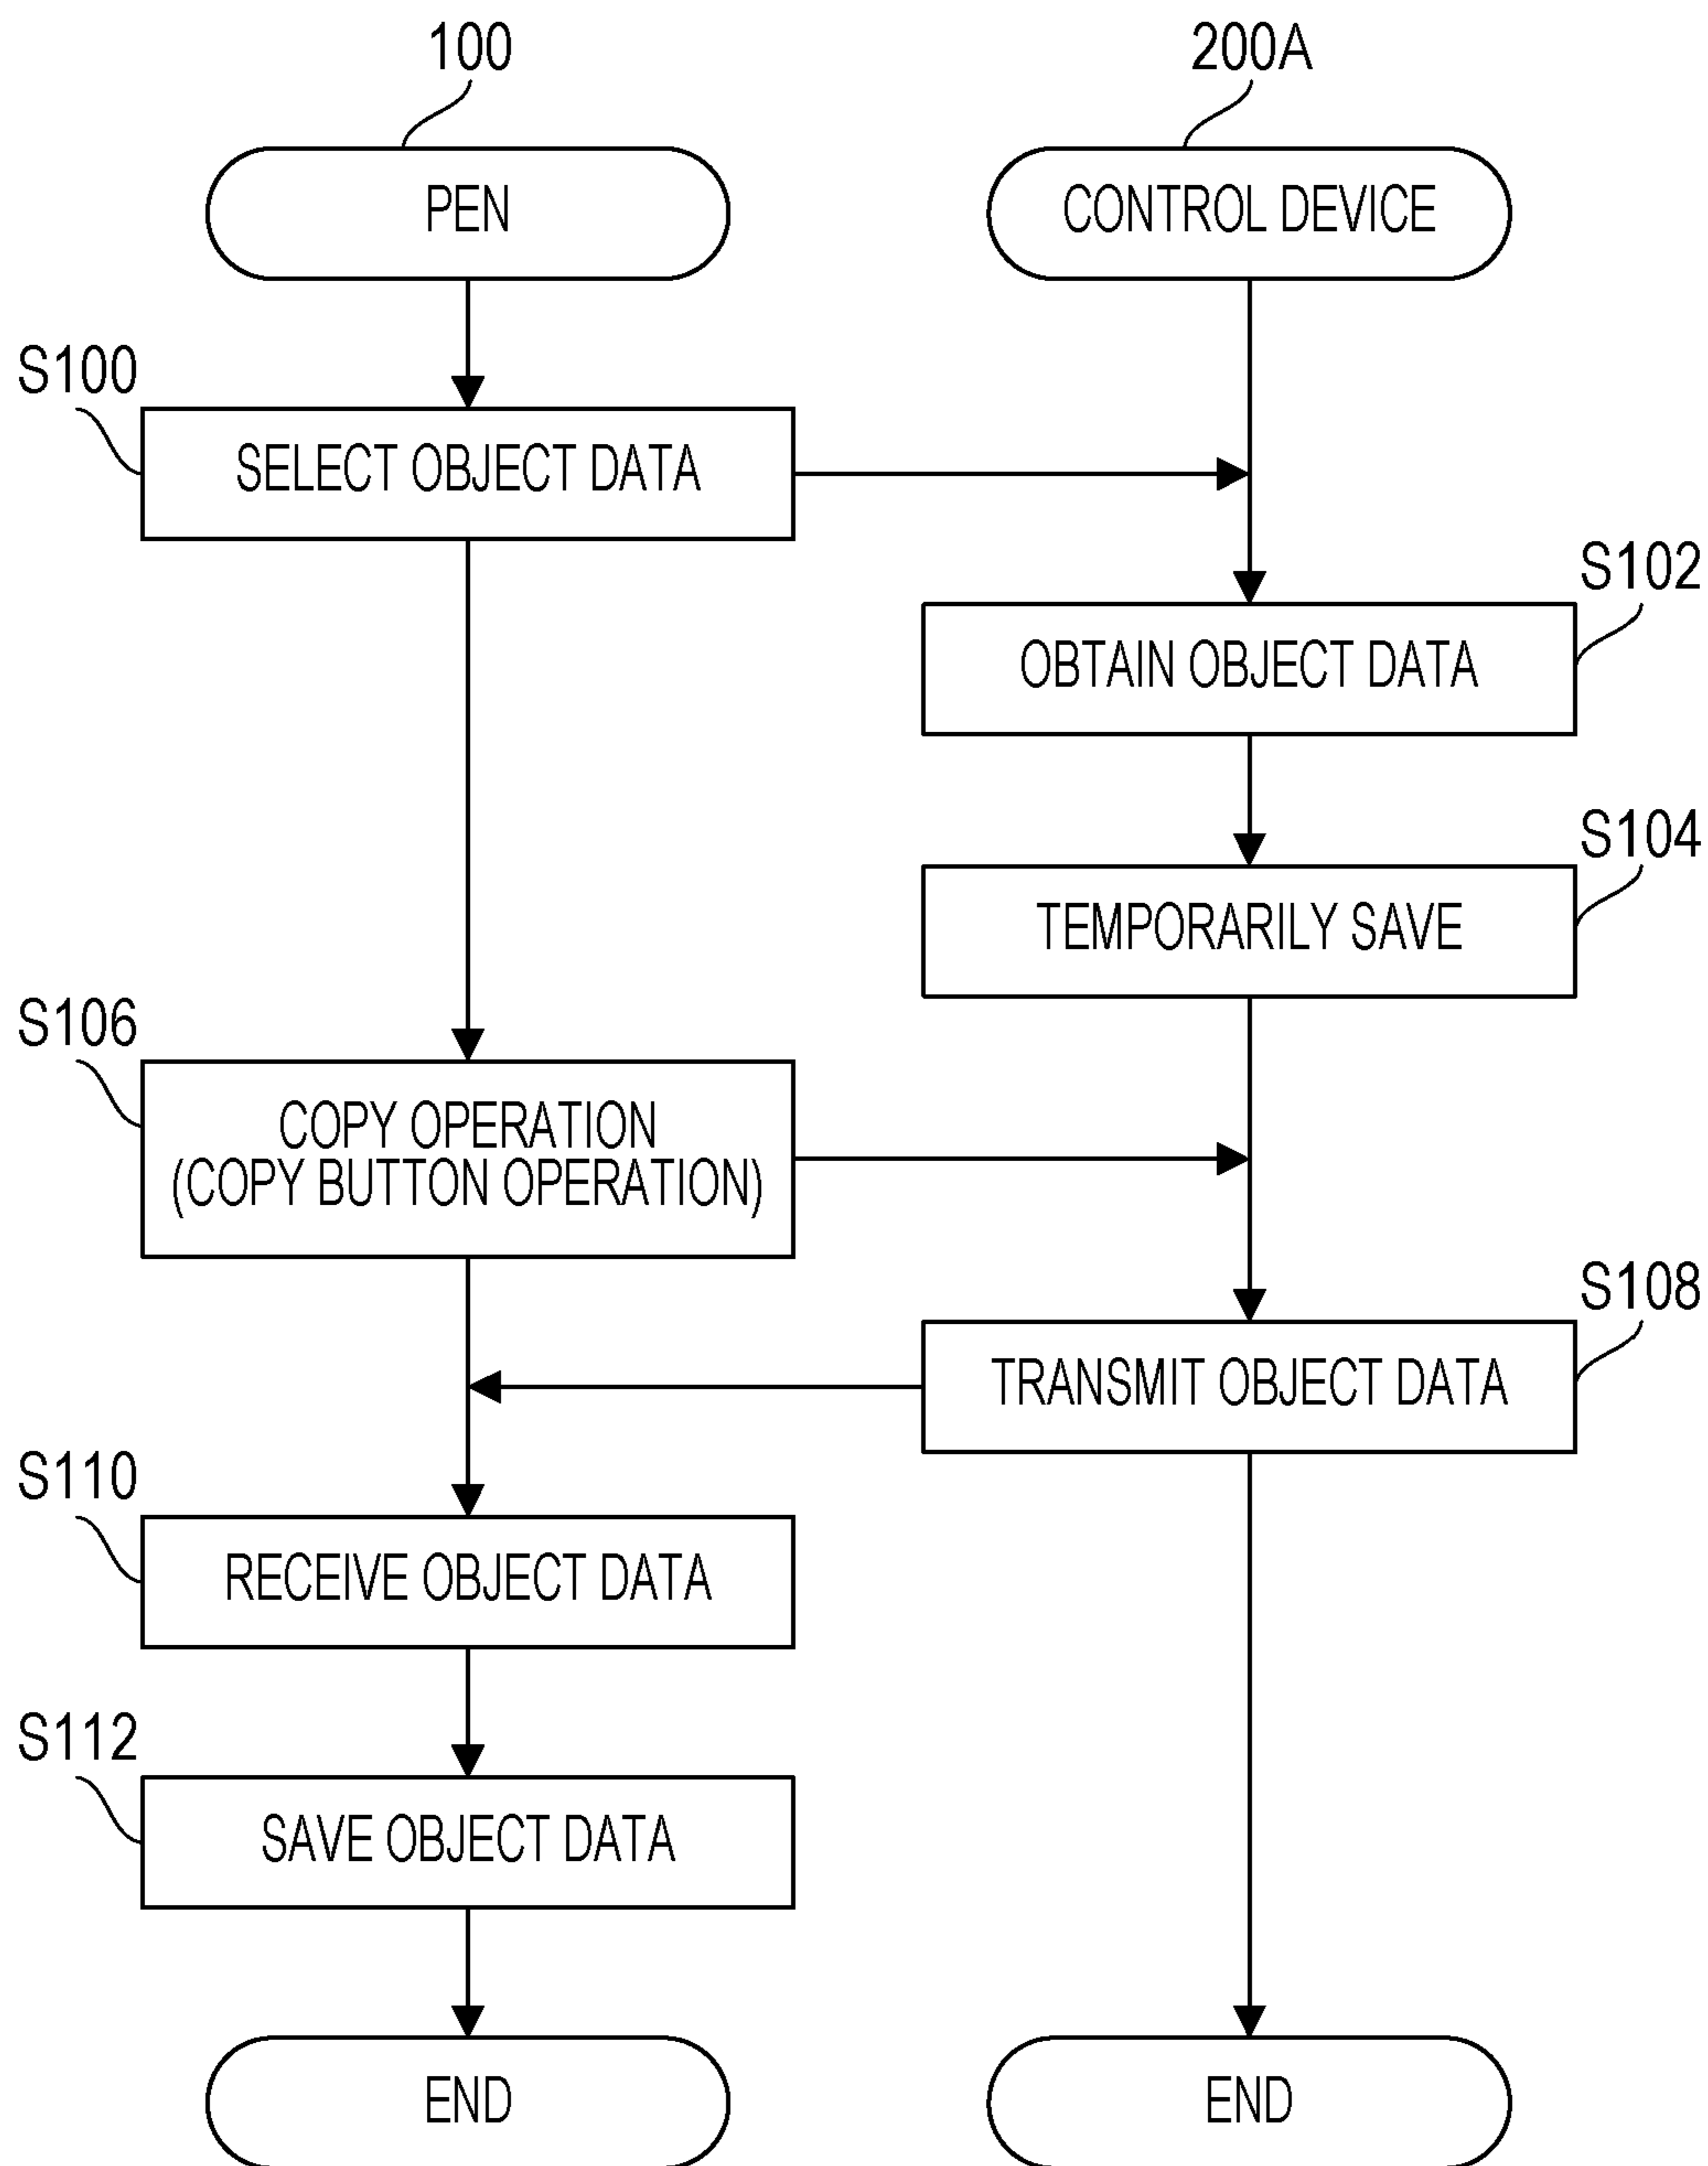 100
200A
PEN
CONTROL DEVICE
S100
SELECT OBJECT DATA
S102
OBTAIN OBJECT DATA
S104
TEMPORARILY SAVE
S106
COPY OPERATION
(COPY BUTTON OPERATION)
S108
TRANSMIT OBJECT DATA
S110
RECEIVE OBJECT DATA
S112
SAVE OBJECT DATA
END
END